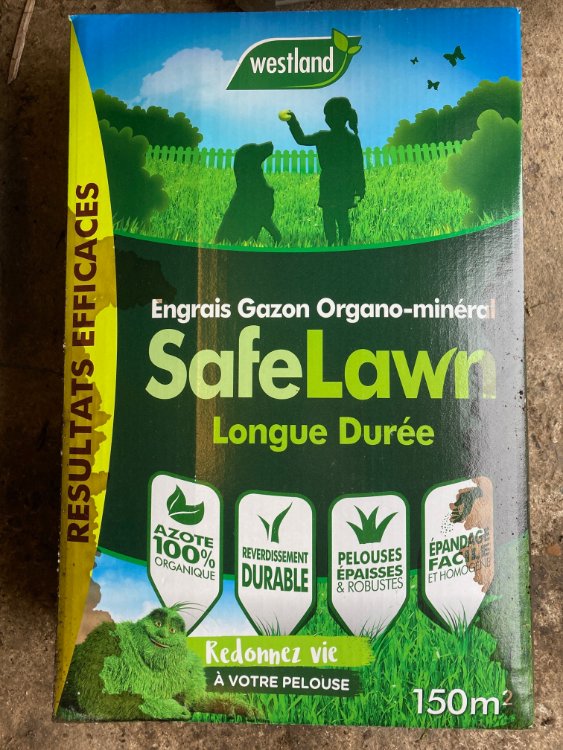 westland
Engrais Gazon Organo-minéral
SafeLawn
Longue Durée
RESULTATS EFFICACES
AZOTE
100%
ORGANIQUE
REVERDISSEMENT
DURABLE
PELOUSES
ÉPAISSES
& ROBUSTES
ÉPANDAGE
FACILE
ET HOMOGÈNE
Redonnez vie
À VOTRE PELOUSE
150m²